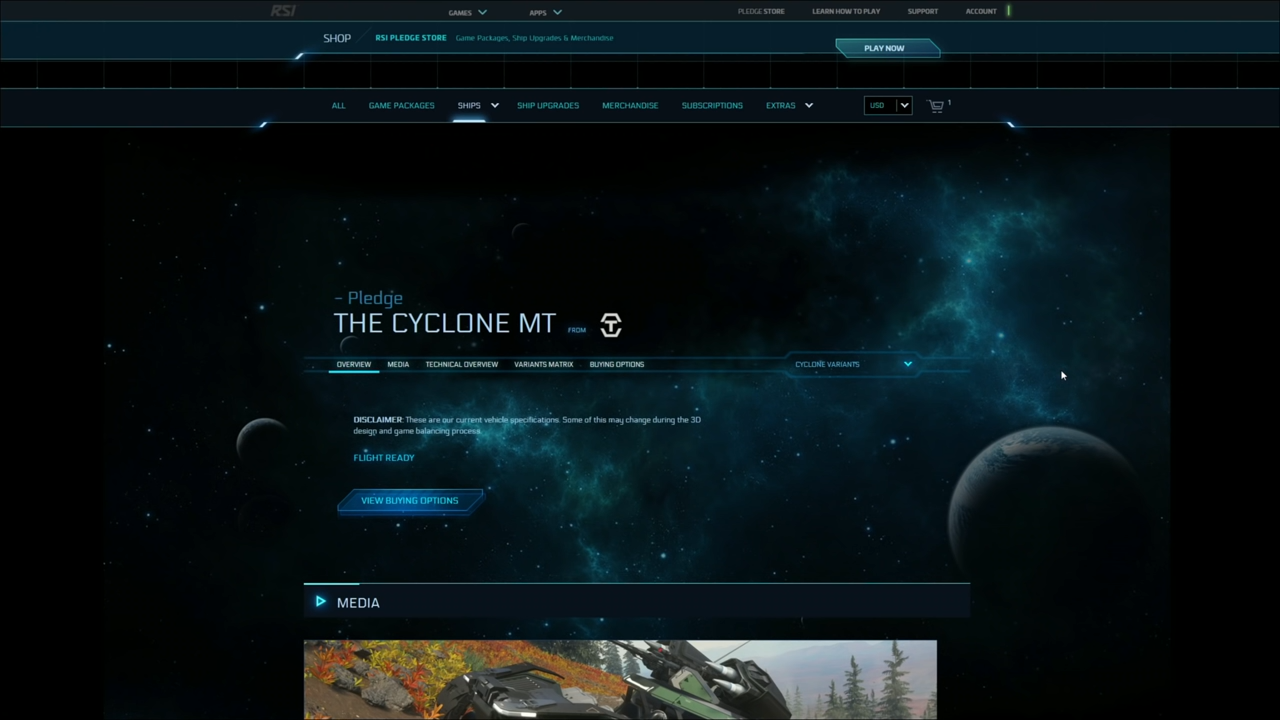 RSI
GAMES APPS PLEDGE STORE LEARN HOW TO PLAY SUPPORT ACCOUNT
SHOP RSI PLEDGE STORE Game Packages, Ship Upgrades & Merchandise
PLAY NOW
ALL GAME PACKAGES SHIPS SHIP UPGRADES MERCHANDISE SUBSCRIPTIONS EXTRAS USD 1
– Pledge
THE CYCLONE MT FROM
OVERVIEW MEDIA TECHNICAL OVERVIEW VARIANTS MATRIX BUYING OPTIONS CYCLONE VARIANTS
DISCLAIMER: These are our current vehicle specifications. Some of this may change during the 3D
design and game balancing process.
FLIGHT READY
VIEW BUYING OPTIONS
MEDIA